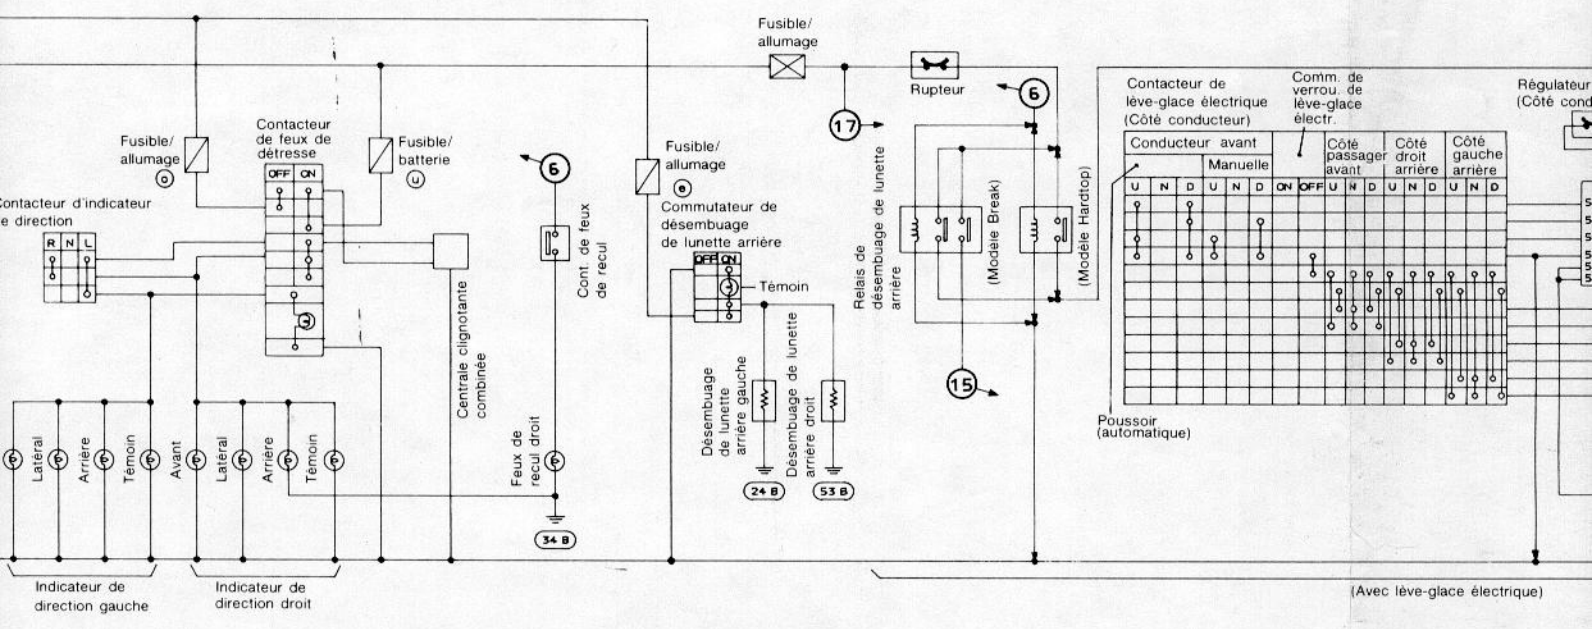 Fusible/
allumage
Fusible/
allumage
o
Contacteur
de feux de
détresse
OFF ON
Fusible/
batterie
u
d'indicateur
direction
R N L
6
Cont. de feux
de recul
Centrale clignotante
combinée
Fusible/
allumage
e
Commutateur de
désembuage
de lunette arrière
OFF ON
Témoin
Désembuage
de lunette
arrière gauche
Désembuage de lunette
arrière droit
24 B
53 B
Feux de
recul droit
34 B
Latéral
Arrière
Témoin
Avant
Latéral
Arrière
Témoin
Indicateur de
direction gauche
Indicateur de
direction droit
17
Rupteur
6
Relais de
désembuage de lunette
arrière
(Modèle Break)
(Modèle Hardtop)
15
Contacteur de
lève-glace électrique
(Côté conducteur)
Comm. de
verrou. de
lève-glace
électr.
Conducteur avant
Manuelle
Côté
passager
avant
Côté
droit
arrière
Côté
gauche
arrière
U N D U N D ON OFF U N D U N D U N D
Poussoir
(automatique)
Régulateur
(Côté
(Avec lève-glace électrique)